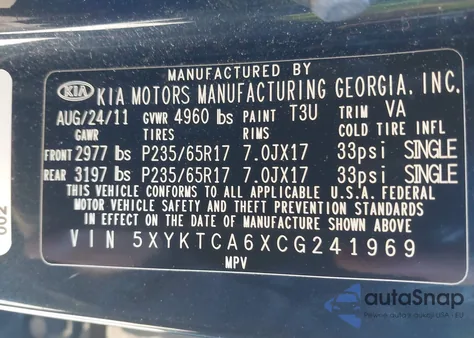 MANUFACTURED BY
KIA KIA MOTORS MANUFACTURING GEORGIA, INC.
AUG/24/11 GVWR 4960 lbs PAINT T3U TRIM VA
GAWR TIRES RIMS COLD TIRE INFL
FRONT 2977 lbs P235/65R17 7.0JX17 33psi SINGLE
REAR 3197 lbs P235/65R17 7.0JX17 33psi SINGLE
THIS VEHICLE CONFORMS TO ALL APPLICABLE U.S.A. FEDERAL
MOTOR VEHICLE SAFETY AND THEFT PREVENTION STANDARDS
IN EFFECT ON THE DATE OF MANUFACTURE SHOWN ABOVE
VIN 5XYKTCA6XCG241969
MPV
002
autoSnap